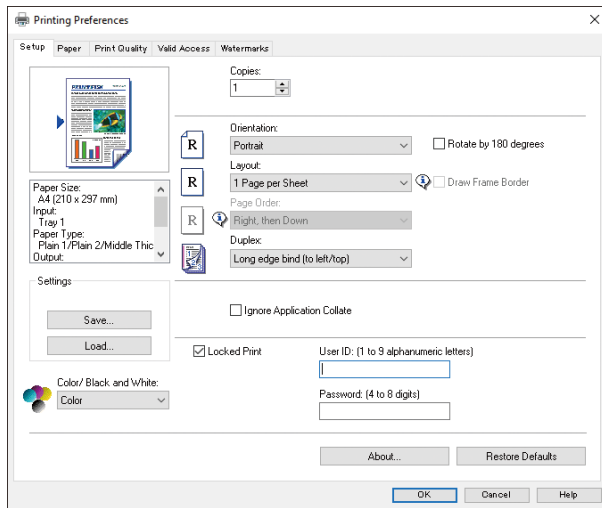 Printing Preferences
Setup Paper Print Quality Valid Access Watermarks
Copies:
1
Orientation:
Portrait
Rotate by 180 degrees
Layout:
1 Page per Sheet
Draw Frame Border
Page Order:
Right, then Down
Duplex:
Long edge bind (to left/top)
Paper Size:
A4 (210 x 297 mm)
Input:
Tray 1
Paper Type:
Plain 1/Plain 2/Middle Thic
Output:
Settings
Save...
Load...
Ignore Application Collate
Locked Print
User ID: (1 to 9 alphanumeric letters)
Password: (4 to 8 digits)
Color/ Black and White:
Color
About...
Restore Defaults
OK
Cancel
Help
R
R
R